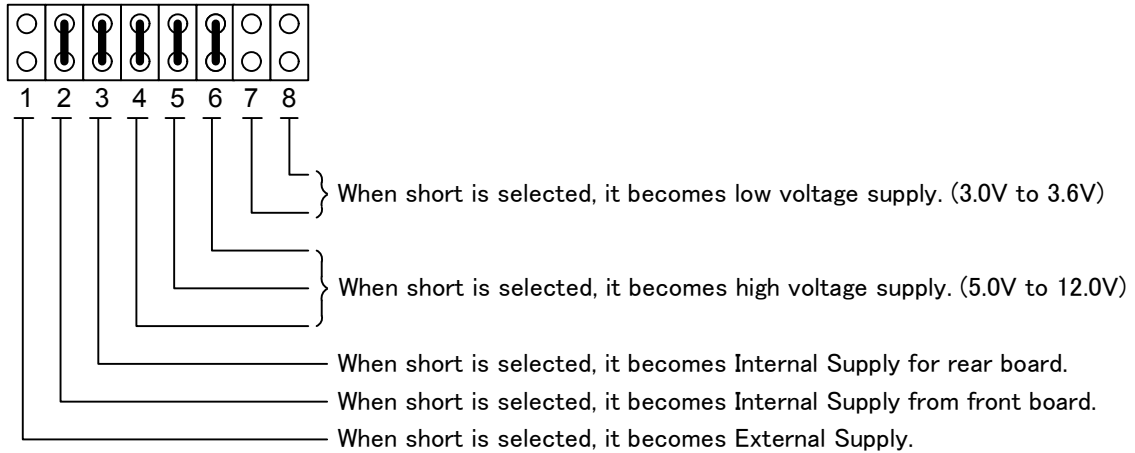 1 2 3 4 5 6 7 8
When short is selected, it becomes low voltage supply. (3.0V to 3.6V)
When short is selected, it becomes high voltage supply. (5.0V to 12.0V)
When short is selected, it becomes Internal Supply for rear board.
When short is selected, it becomes Internal Supply from front board.
When short is selected, it becomes External Supply.